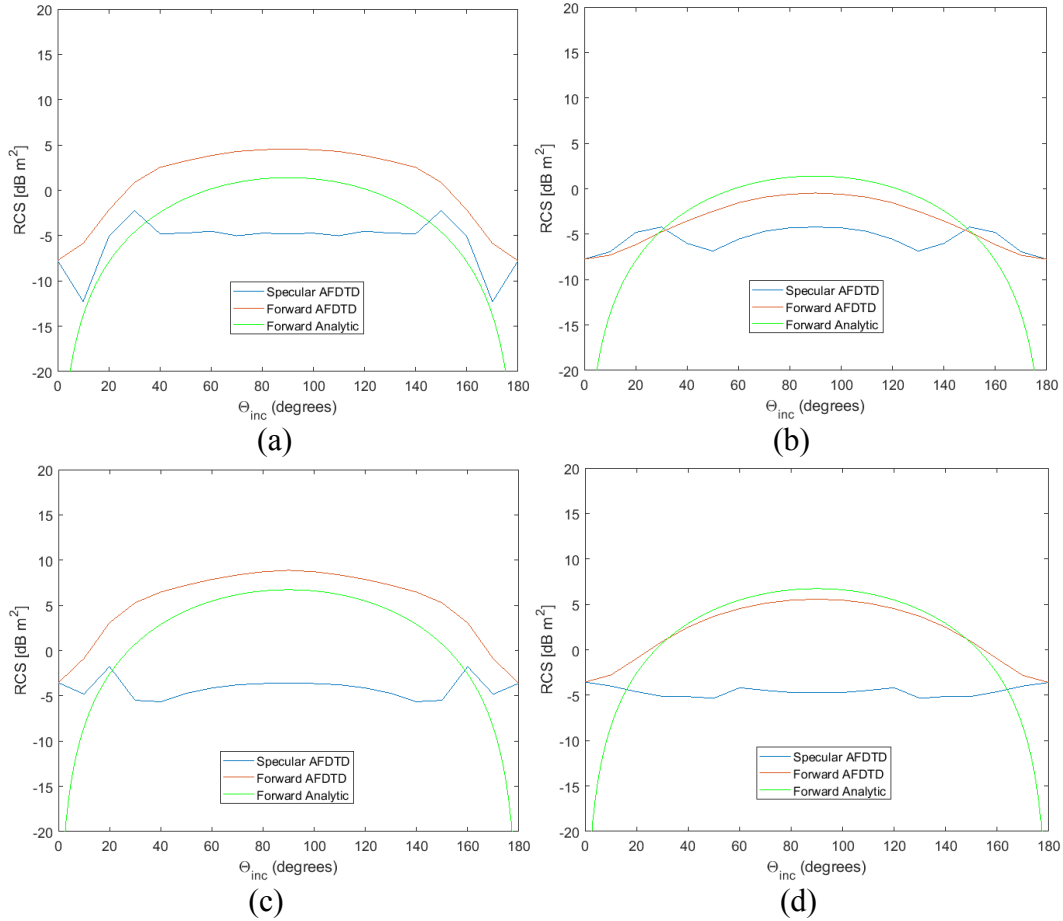 20
15
10
5
0
-5
-10
-15
-20
RCS [dB m²]
Specular AFDTD
Forward AFDTD
Forward Analytic
0 20 40 60 80 100 120 140 160 180
Θinc (degrees)
(a)
20
15
10
5
0
-5
-10
-15
-20
RCS [dB m²]
Specular AFDTD
Forward AFDTD
Forward Analytic
0 20 40 60 80 100 120 140 160 180
Θinc (degrees)
(b)
20
15
10
5
0
-5
-10
-15
-20
RCS [dB m²]
Specular AFDTD
Forward AFDTD
Forward Analytic
0 20 40 60 80 100 120 140 160 180
Θinc (degrees)
(c)
20
15
10
5
0
-5
-10
-15
-20
RCS [dB m²]
Specular AFDTD
Forward AFDTD
Forward Analytic
0 20 40 60 80 100 120 140 160 180
Θinc (degrees)
(d)